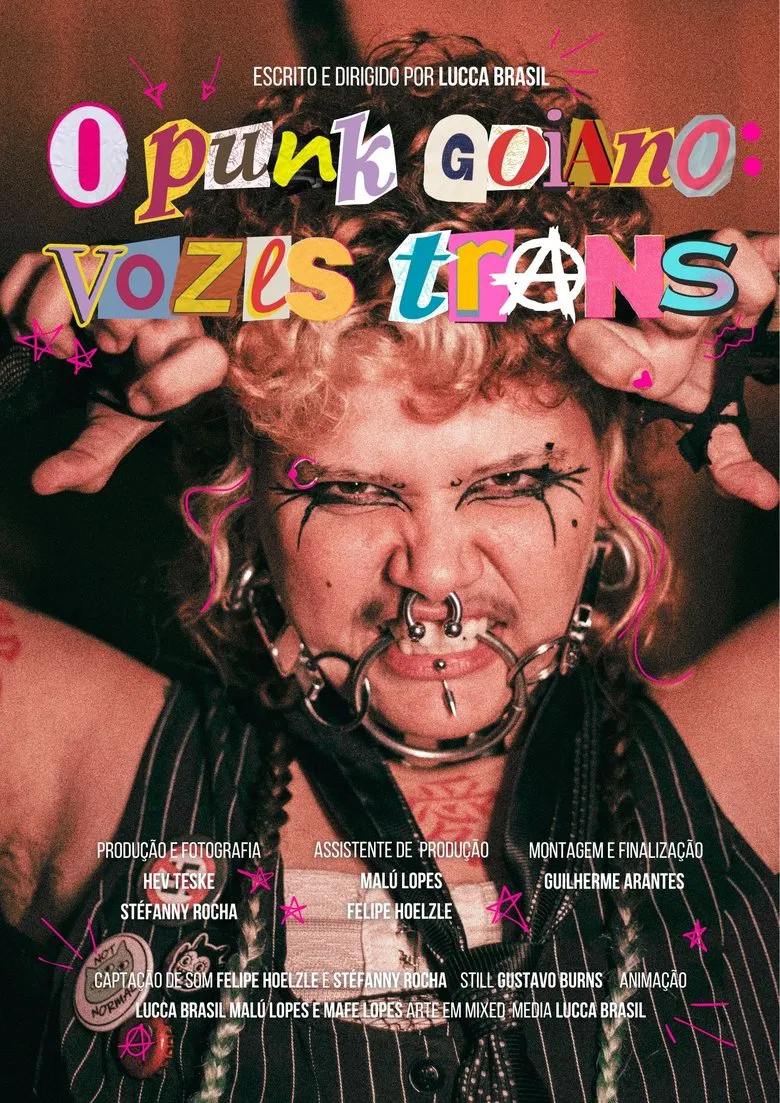 ESCRITO E DIRIGIDO POR LUCCA BRASIL
O punk GOiAnO:
VOZES trANS
PRODUÇÃO E FOTOGRAFIA
HEV TESKE
STÉFANNY ROCHA
ASSISTENTE DE PRODUÇÃO
MALÚ LOPES
FELIPE HOELZLE
MONTAGEM E FINALIZAÇÃO
GUILHERME ARANTES
CAPTAÇÃO DE SOM FELIPE HOELZLE E STÉFANNY ROCHA STILL GUSTAVO BURNS ANIMAÇÃO
LUCCA BRASIL MALÚ LOPES E MAFE LOPES ARTE EM MIXED MEDIA LUCCA BRASIL
NOT
NORMAL